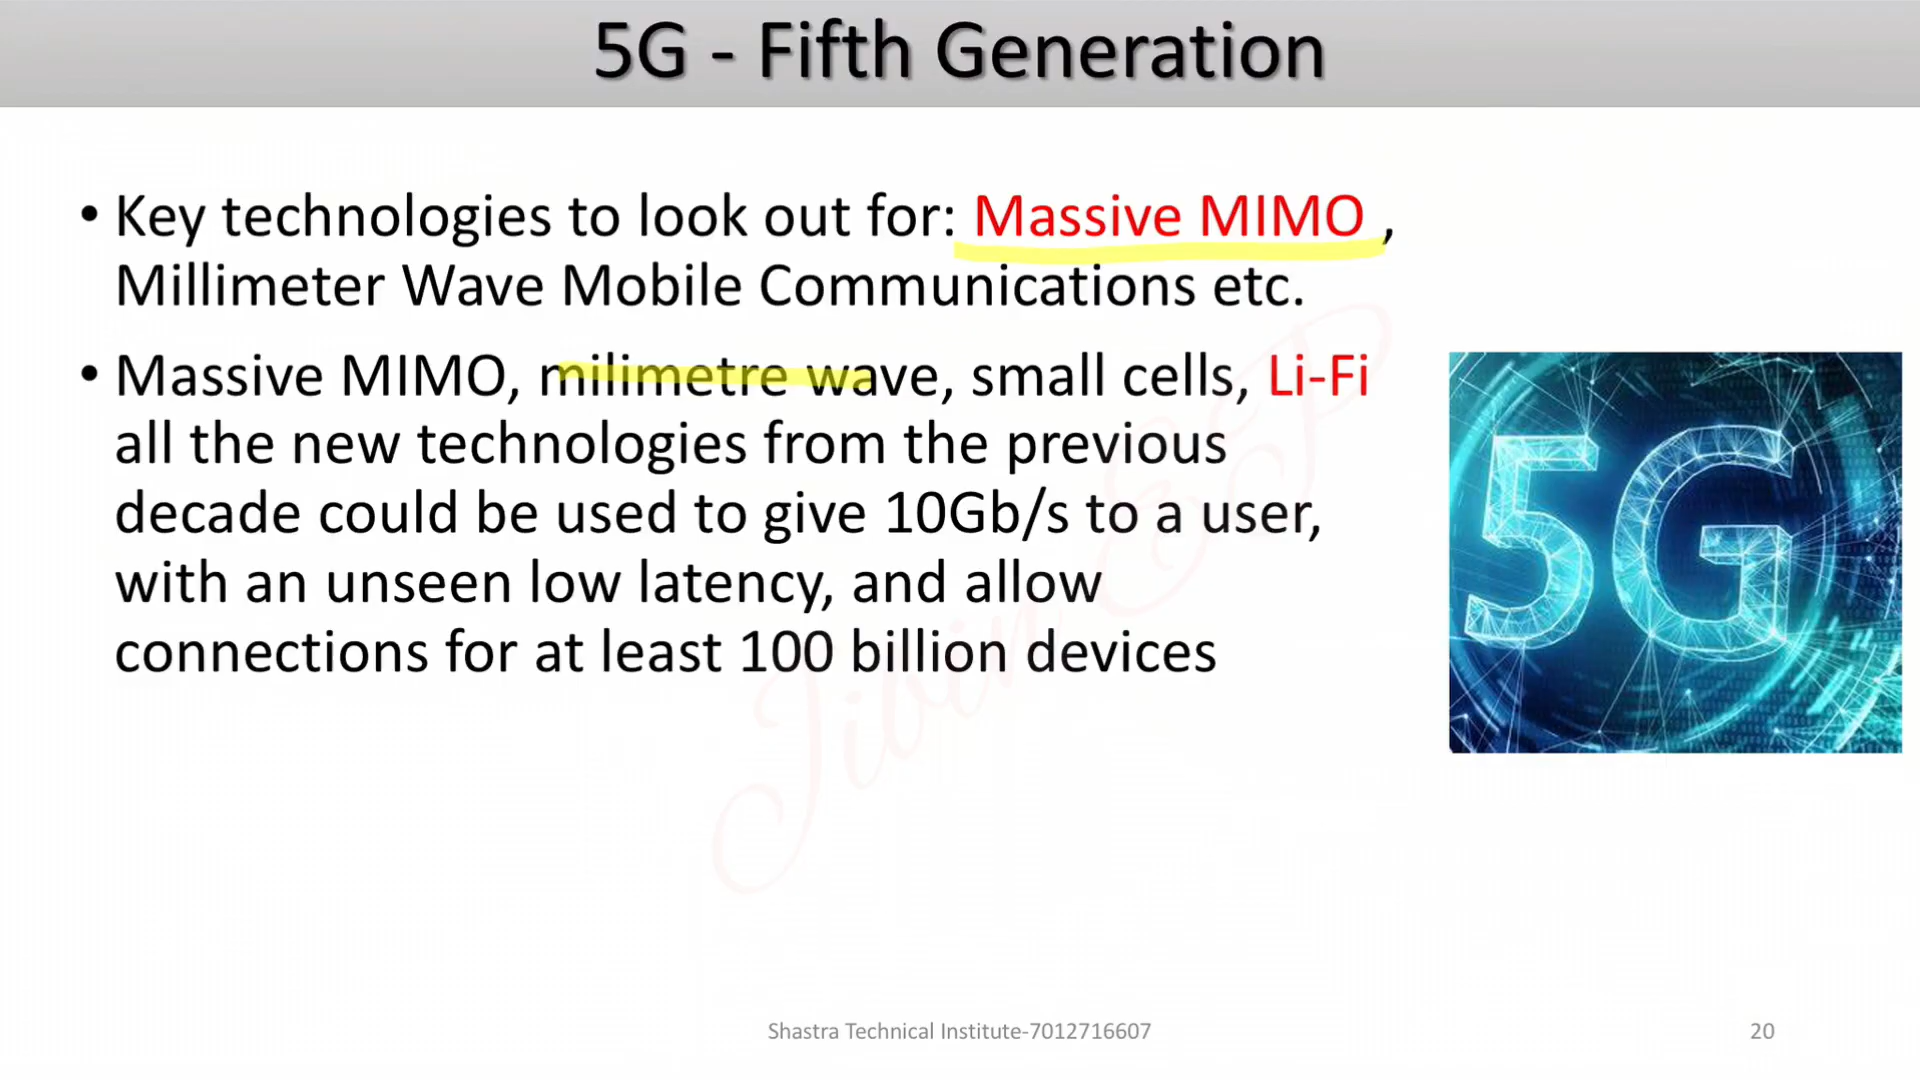 5G - Fifth Generation
• Key technologies to look out for: Massive MIMO ,
Millimeter Wave Mobile Communications etc.
• Massive MIMO, milimetre wave, small cells, Li-Fi
all the new technologies from the previous
decade could be used to give 10Gb/s to a user,
with an unseen low latency, and allow
connections for at least 100 billion devices
5G
Jibin EP
Shastra Technical Institute-7012716607
20